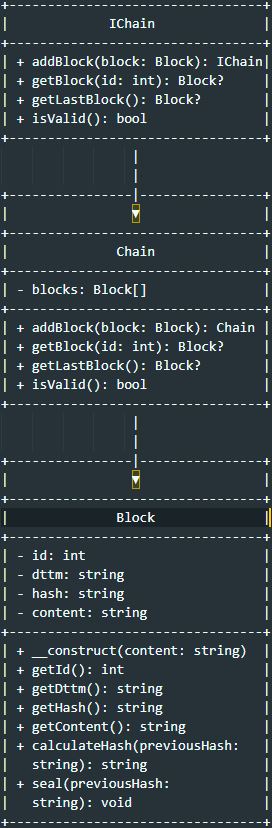 IChain
+ addBlock(block: Block): IChain
+ getBlock(id: int): Block?
+ getLastBlock(): Block?
+ isValid(): bool
Chain
- blocks: Block[]
+ addBlock(block: Block): Chain
+ getBlock(id: int): Block?
+ getLastBlock(): Block?
+ isValid(): bool
Block
- id: int
- dttm: string
- hash: string
- content: string
+ __construct(content: string)
+ getId(): int
+ getDttm(): string
+ getHash(): string
+ getContent(): string
+ calculateHash(previousHash:
string): string
+ seal(previousHash:
string): void